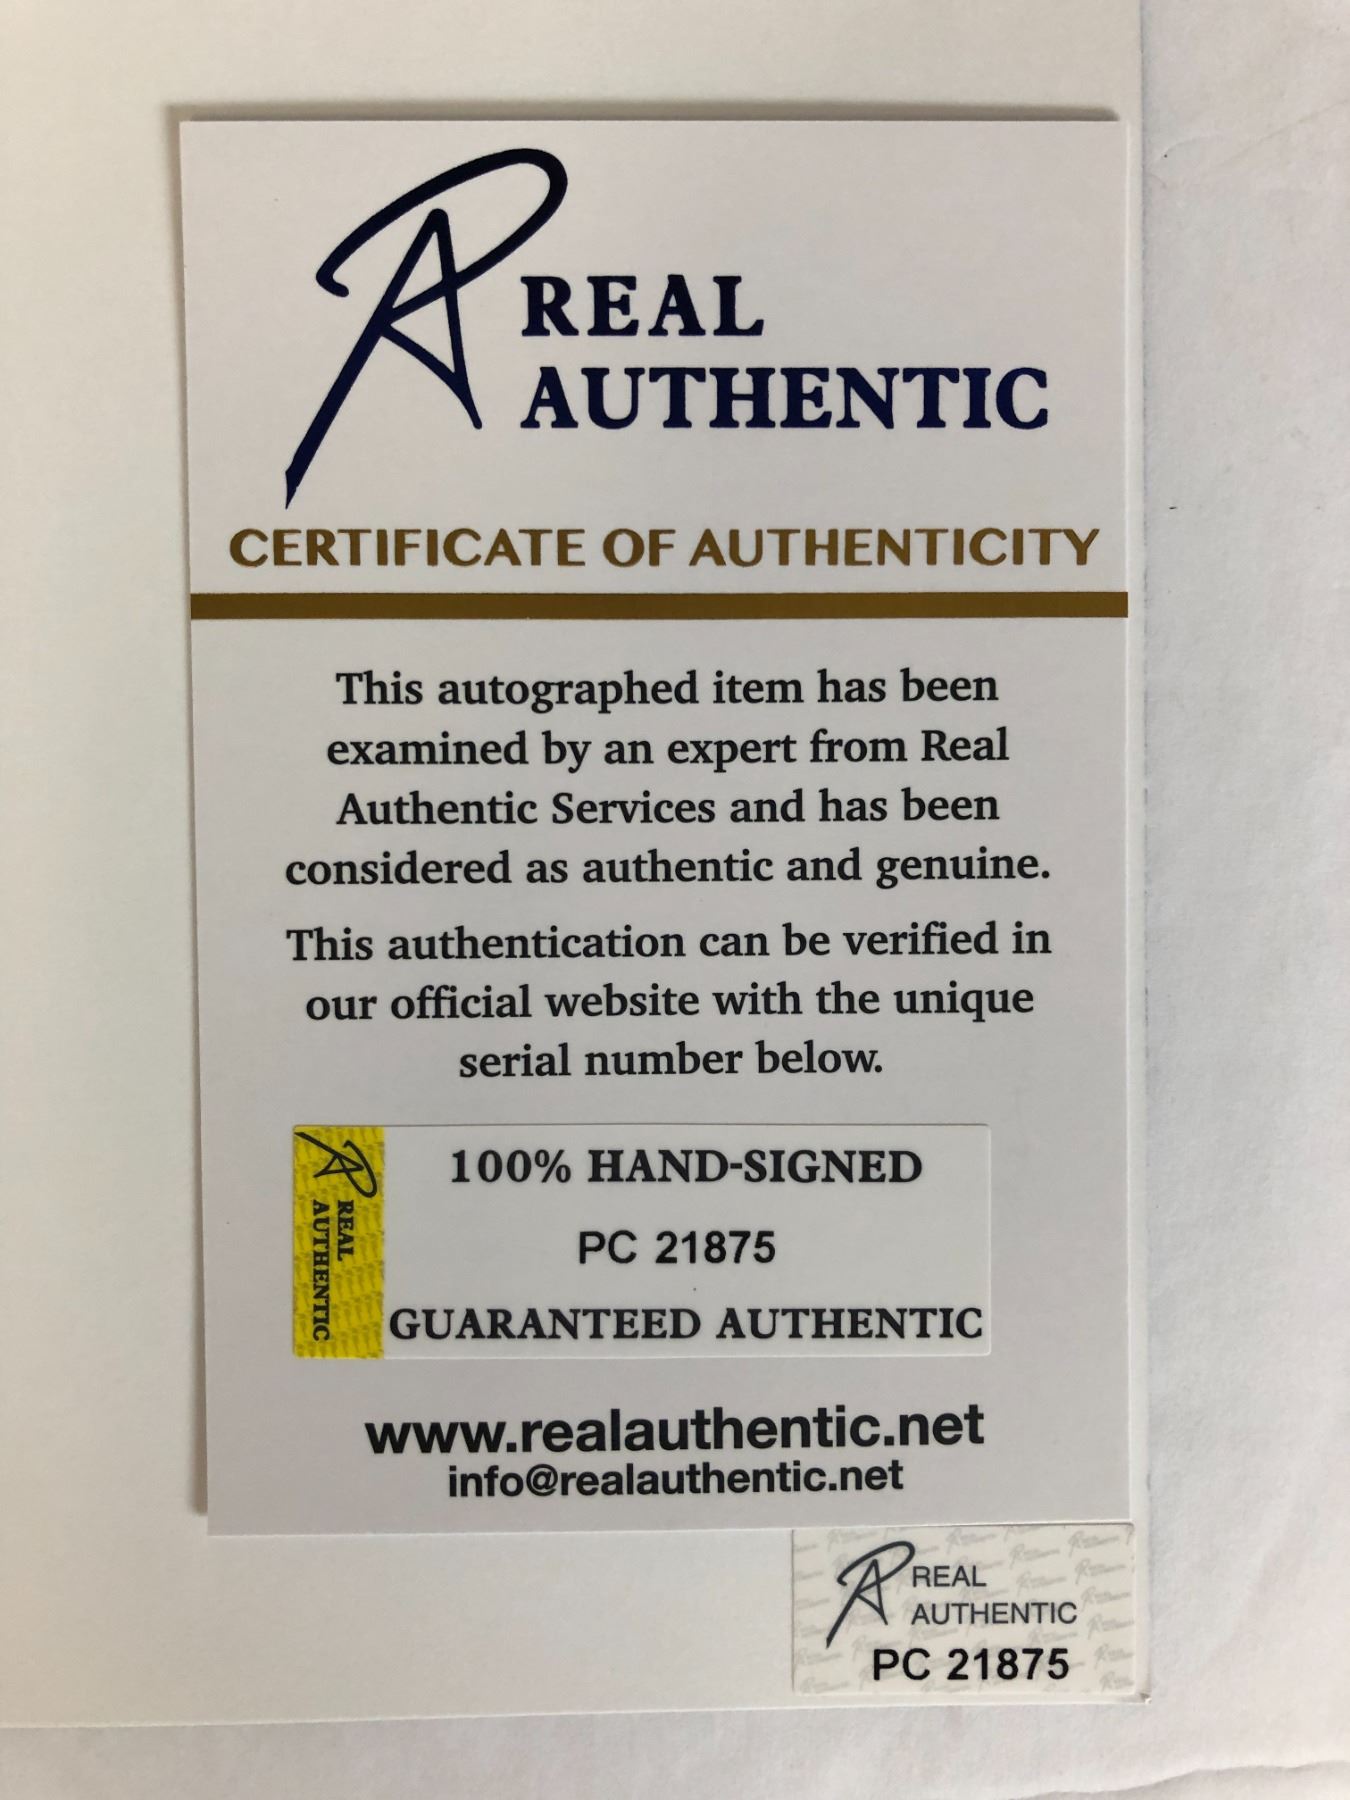 REAL
AUTHENTIC
CERTIFICATE OF AUTHENTICITY
This autographed item has been
examined by an expert from Real
Authentic Services and has been
considered as authentic and genuine.
This authentication can be verified in
our official website with the unique
serial number below.
REAL
AUTHENTIC
100% HAND-SIGNED
PC 21875
GUARANTEED AUTHENTIC
www.realauthentic.net
info@realauthentic.net
REAL
AUTHENTIC
PC 21875